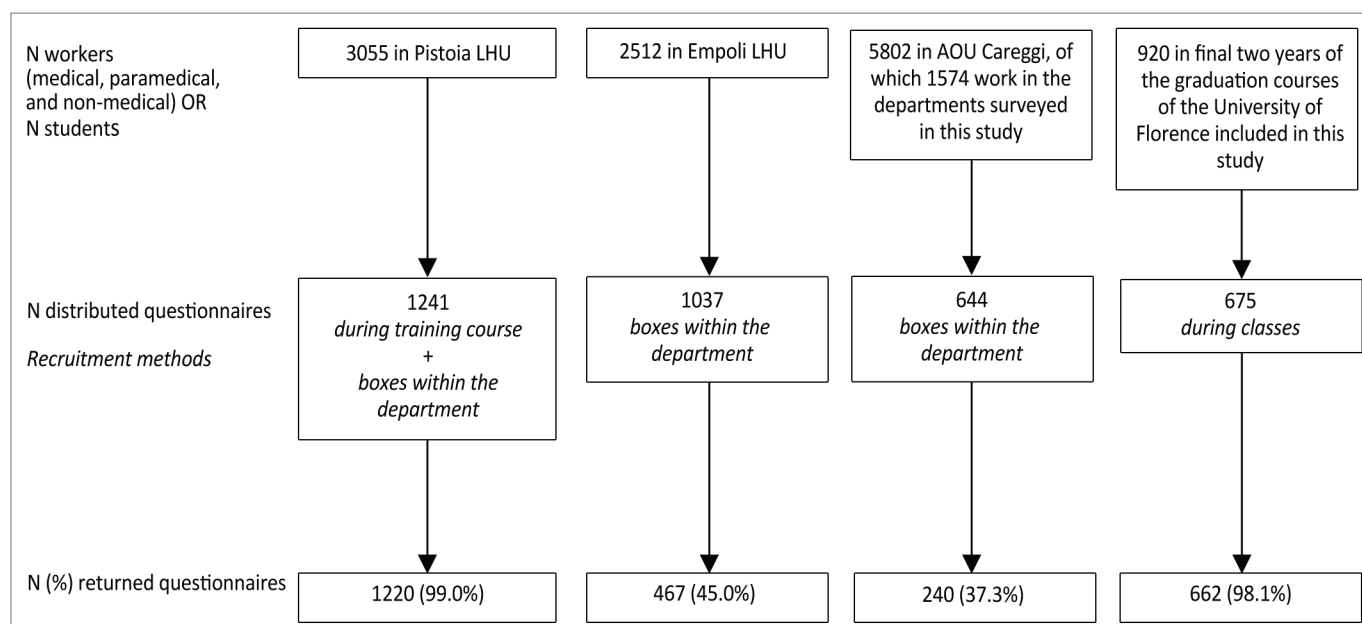 N workers
(medical, paramedical,
and non-medical) OR
N students
3055 in Pistoia LHU
2512 in Empoli LHU
5802 in AOU Careggi, of
which 1574 work in the
departments surveyed
in this study
920 in final two years of
the graduation courses
of the University of
Florence included in this
study
N distributed questionnaires
Recruitment methods
1241
during training course
+
boxes within the
department
1037
boxes within the
department
644
boxes within the
department
675
during classes
N (%) returned questionnaires
1220 (99.0%)
467 (45.0%)
240 (37.3%)
662 (98.1%)